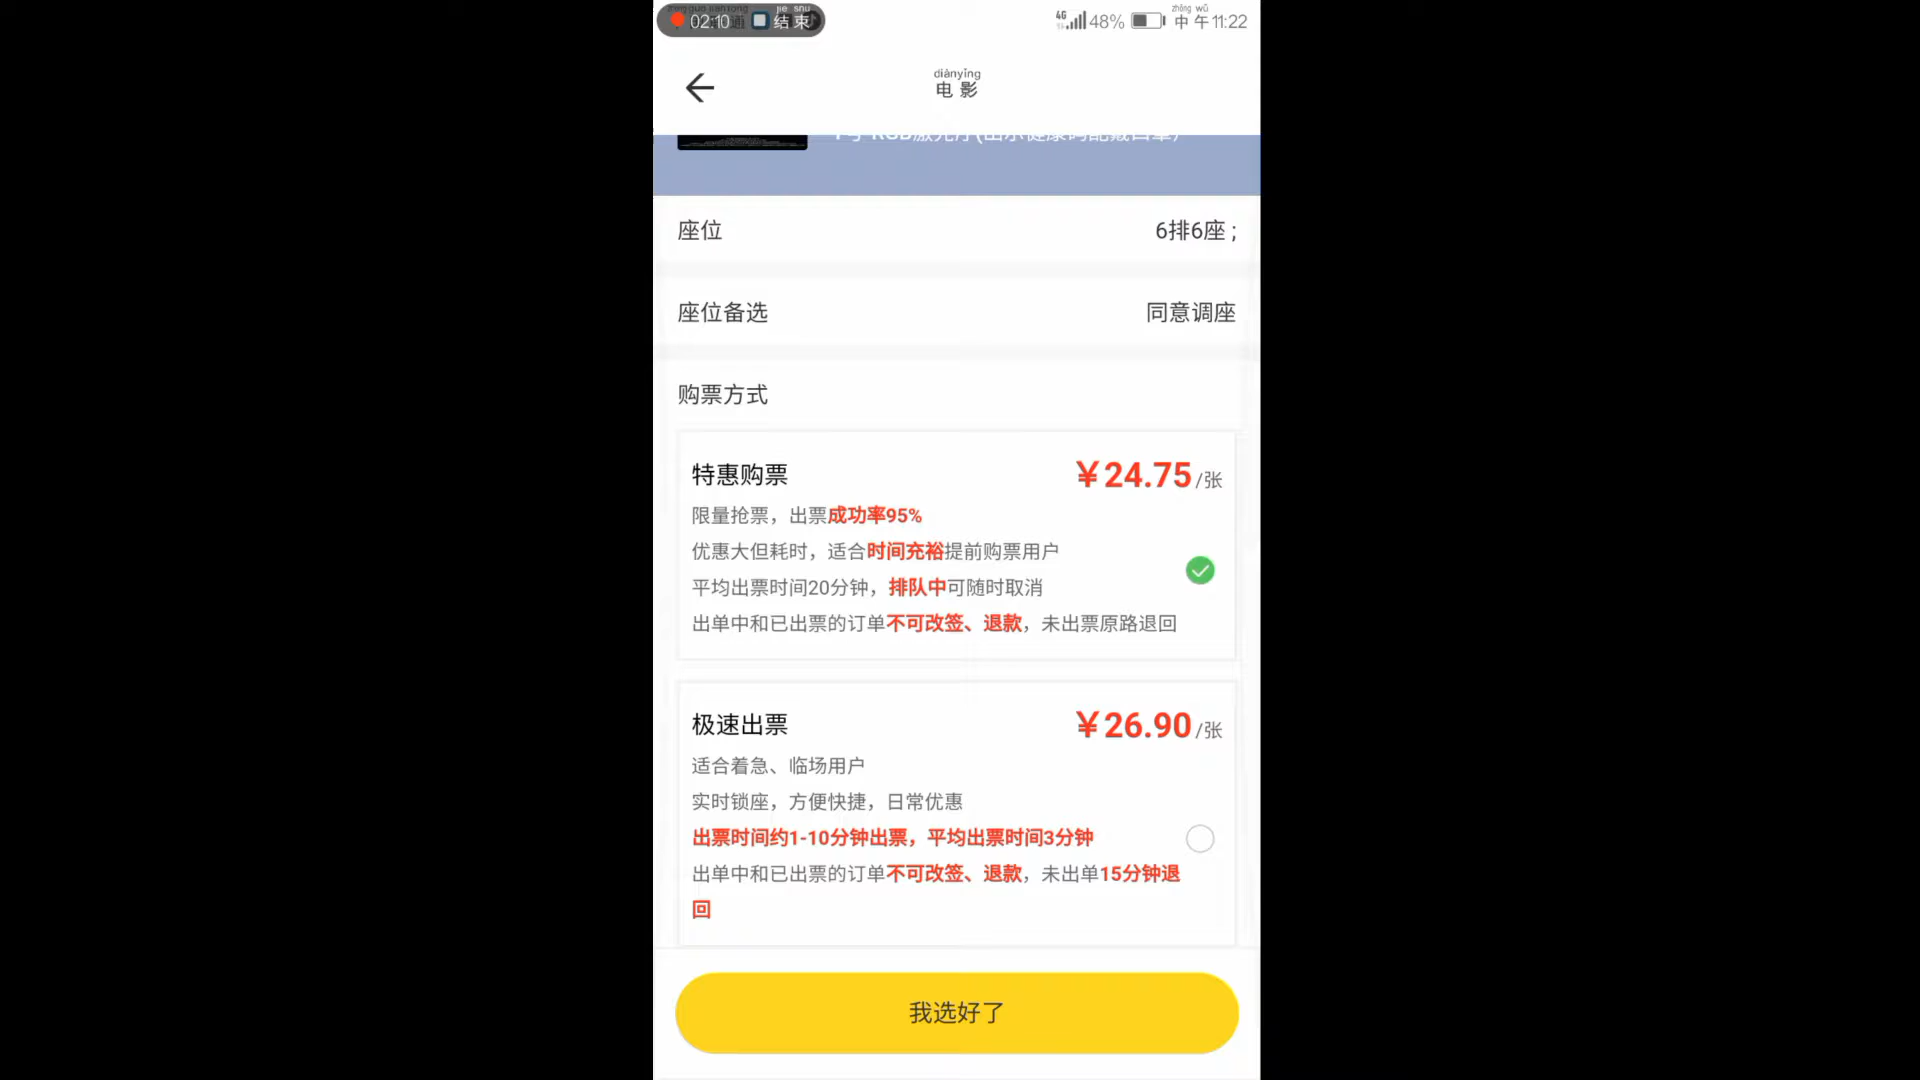 02:10
jié shù
结束
4G
48%
zhōng wǔ
中午11:22
diànyǐng
电影
座位
6排6座 ;
座位备选
同意调座
购票方式
特惠购票
￥24.75/张
限量抢票，出票成功率95%
优惠大但耗时，适合时间充裕提前购票用户
平均出票时间20分钟，排队中可随时取消
出单中和已出票的订单不可改签、退款，未出票原路退回
极速出票
￥26.90/张
适合着急、临场用户
实时锁座，方便快捷，日常优惠
出票时间约1-10分钟出票，平均出票时间3分钟
出单中和已出票的订单不可改签、退款，未出单15分钟退
回
我选好了